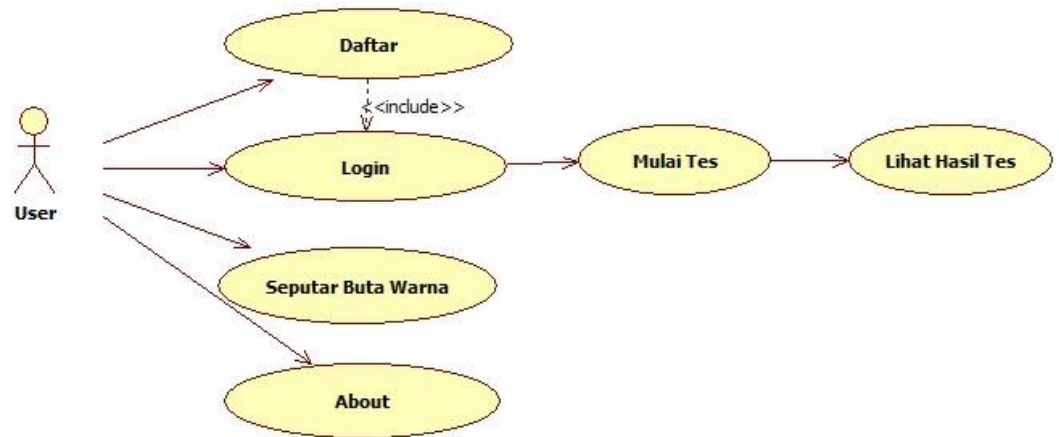 Daftar
<<include>>
Login
Mulai Tes
Lihat Hasil Tes
User
Seputar Buta Warna
About